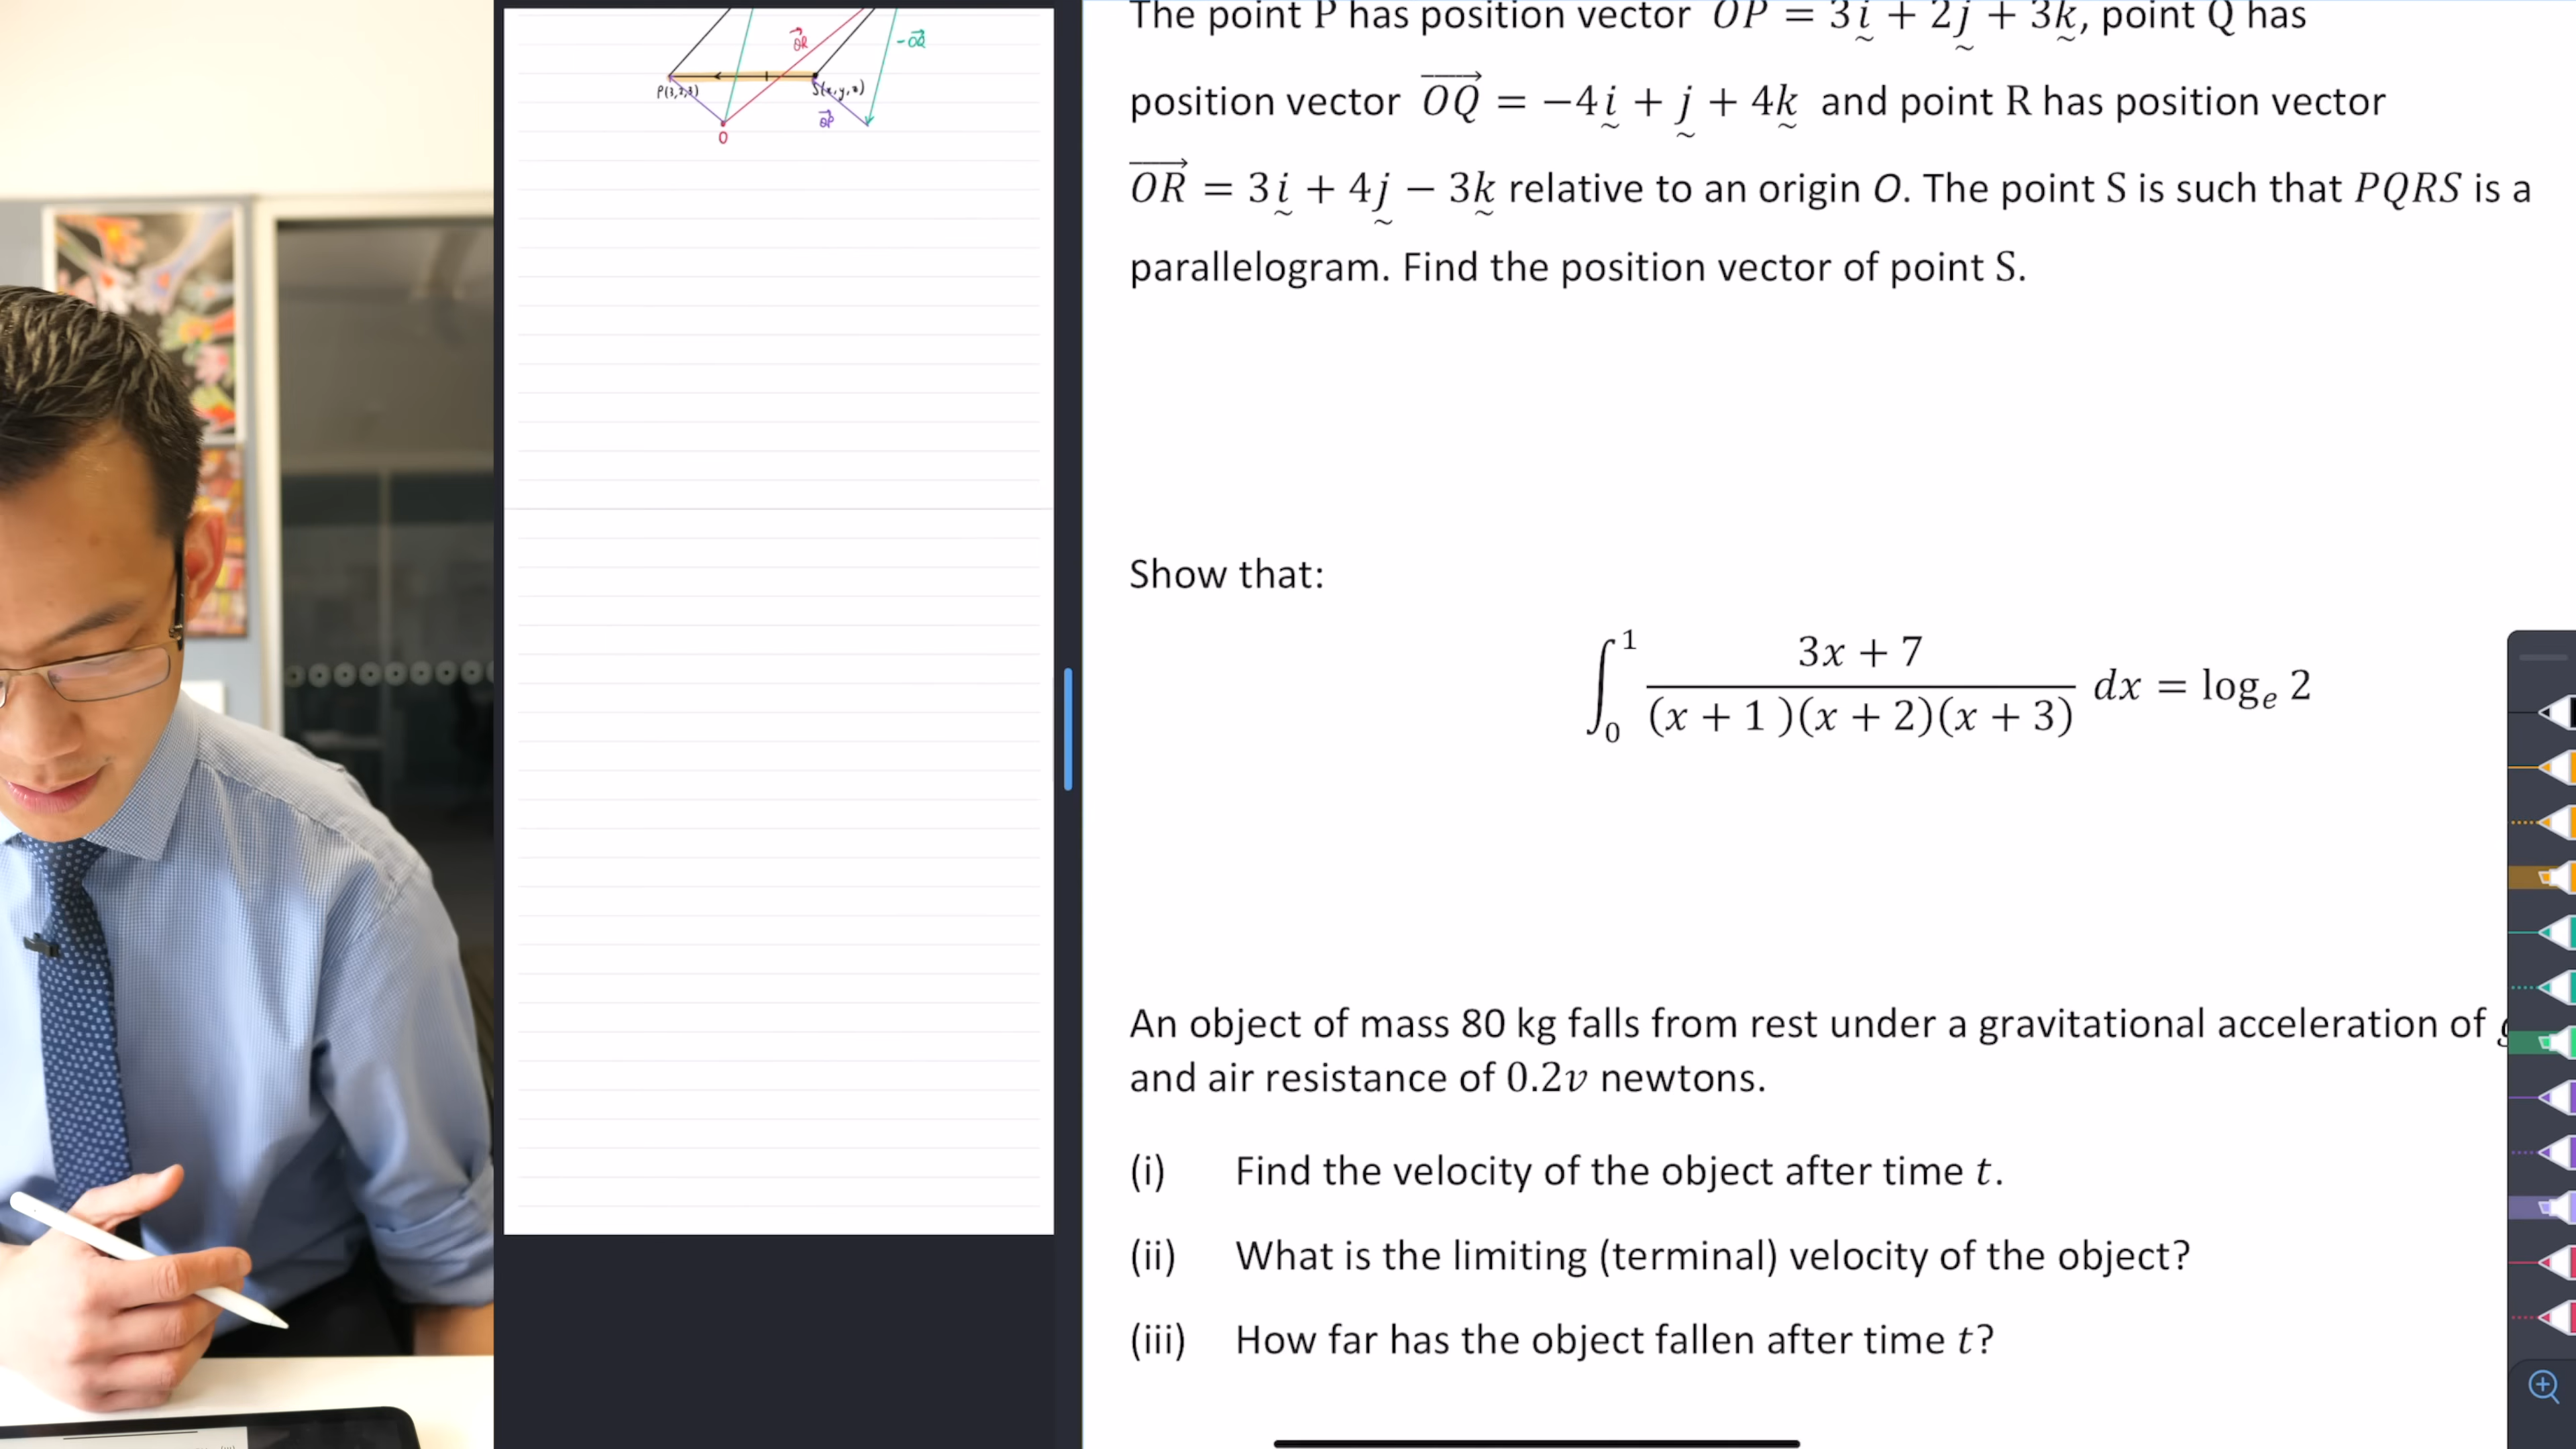 OR
-OQ
P(3,2,3)
S(x,y,z)
OP
O
The point P has position vector OP = 3i + 2j + 3k, point Q has
position vector OQ = −4i + j + 4k and point R has position vector
OR = 3i + 4j − 3k relative to an origin O. The point S is such that PQRS is a
parallelogram. Find the position vector of point S.
Show that:
∫₀¹ (3x + 7)/((x + 1)(x + 2)(x + 3)) dx = logₑ 2
An object of mass 80 kg falls from rest under a gravitational acceleration of
and air resistance of 0.2v newtons.
(i) Find the velocity of the object after time t.
(ii) What is the limiting (terminal) velocity of the object?
(iii) How far has the object fallen after time t?